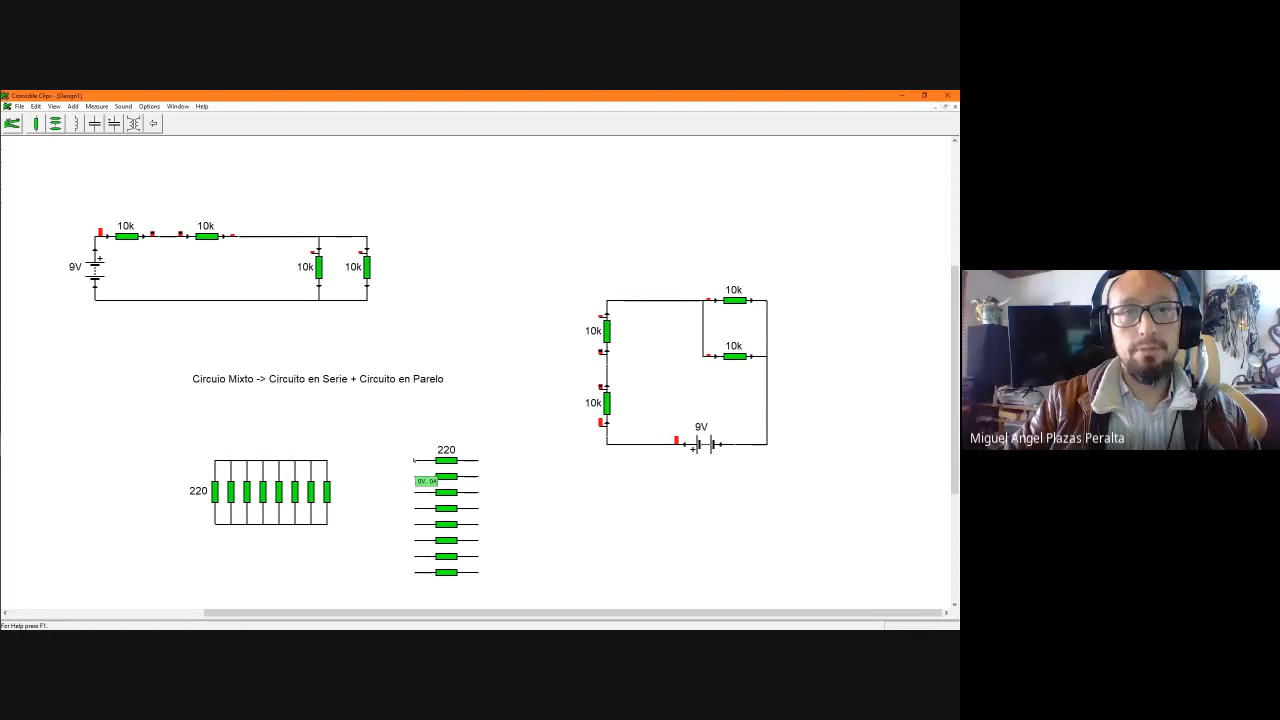 Crocodile Clips - [Design1]
File Edit View Add Measure Sound Options Window Help
10k 10k
9V
10k 10k
10k
10k
10k
10k
9V
Circuio Mixto -> Circuito en Serie + Circuito en Parelo
220
220
0V, 0A
Miguel Angel Plazas Peralta
For Help press F1.